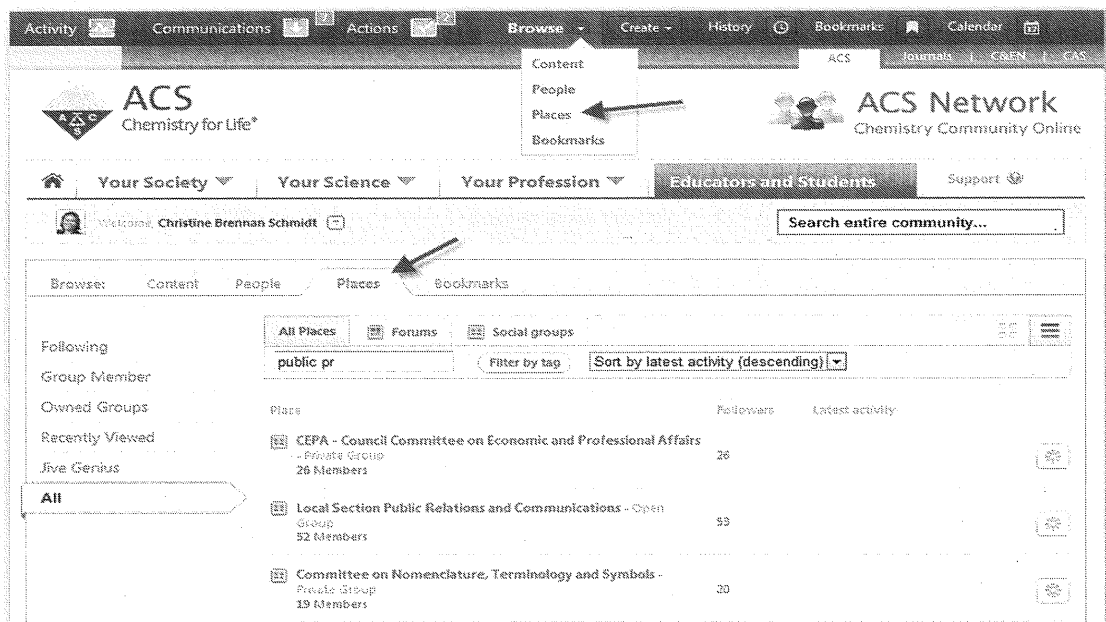 Activity Communications 7 Actions 2 Browse Create History Bookmarks Calendar
Content
People
Places
Bookmarks
ACS Journals | C&EN | CAS
ACS
Chemistry for Life®
ACS Network
Chemistry Community Online
Your Society Your Science Your Profession Educators and Students Support
Welcome, Christine Brennan Schmidt
Search entire community...
Browse: Content People Places Bookmarks
Following
Group Member
Owned Groups
Recently Viewed
Jive Genius
All
All Places Forums Social groups
public pr Filter by tag Sort by latest activity (descending)
Place Followers Latest activity
CEPA - Council Committee on Economic and Professional Affairs
- Private Group 26
26 Members
Local Section Public Relations and Communications - Open
Group
52 Members
Committee on Nomenclature, Terminology and Symbols -
Private Group 20
19 Members